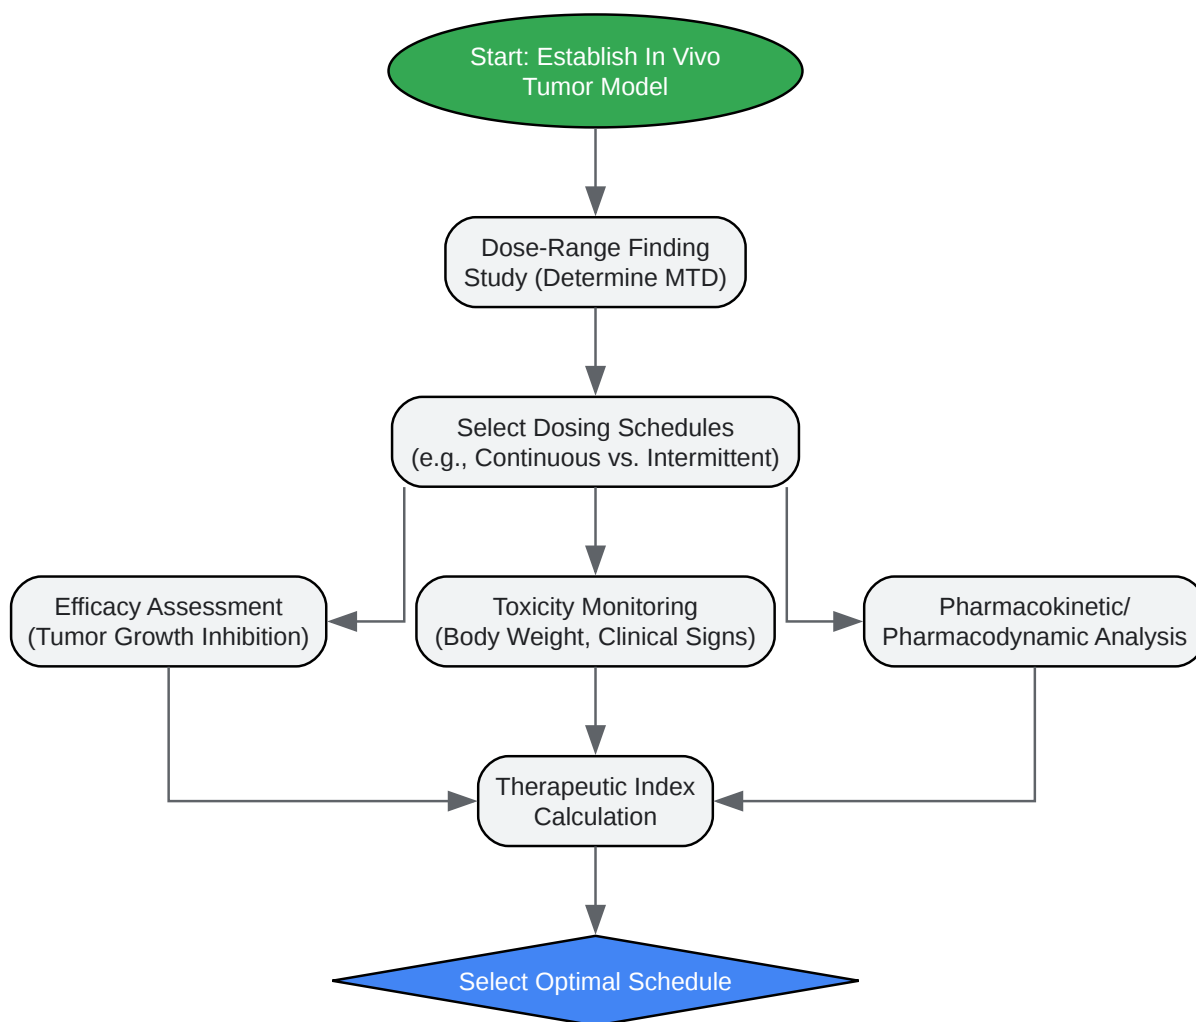 Start: Establish In Vivo
Tumor Model
Dose-Range Finding
Study (Determine MTD)
Select Dosing Schedules
(e.g., Continuous vs. Intermittent)
Efficacy Assessment
(Tumor Growth Inhibition)
Toxicity Monitoring
(Body Weight, Clinical Signs)
Pharmacokinetic/
Pharmacodynamic Analysis
Therapeutic Index
Calculation
Select Optimal Schedule